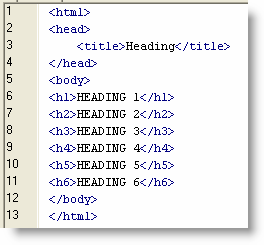 1 <html>
2 <head>
3     <title>Heading</title>
4 </head>
5 <body>
6 <h1>HEADING 1</h1>
7 <h2>HEADING 2</h2>
8 <h3>HEADING 3</h3>
9 <h4>HEADING 4</h4>
10 <h5>HEADING 5</h5>
11 <h6>HEADING 6</h6>
12 </body>
13 </html>